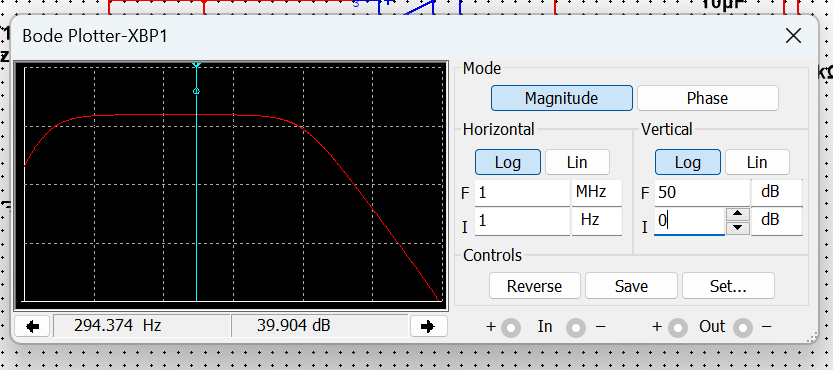 10µF
Bode Plotter-XBP1
Mode
Magnitude Phase
Horizontal Vertical
Log Lin Log Lin
F 1 MHz F 50 dB
I 1 Hz I 0 dB
Controls
Reverse Save Set...
294.374 Hz 39.904 dB
+ In − + Out −